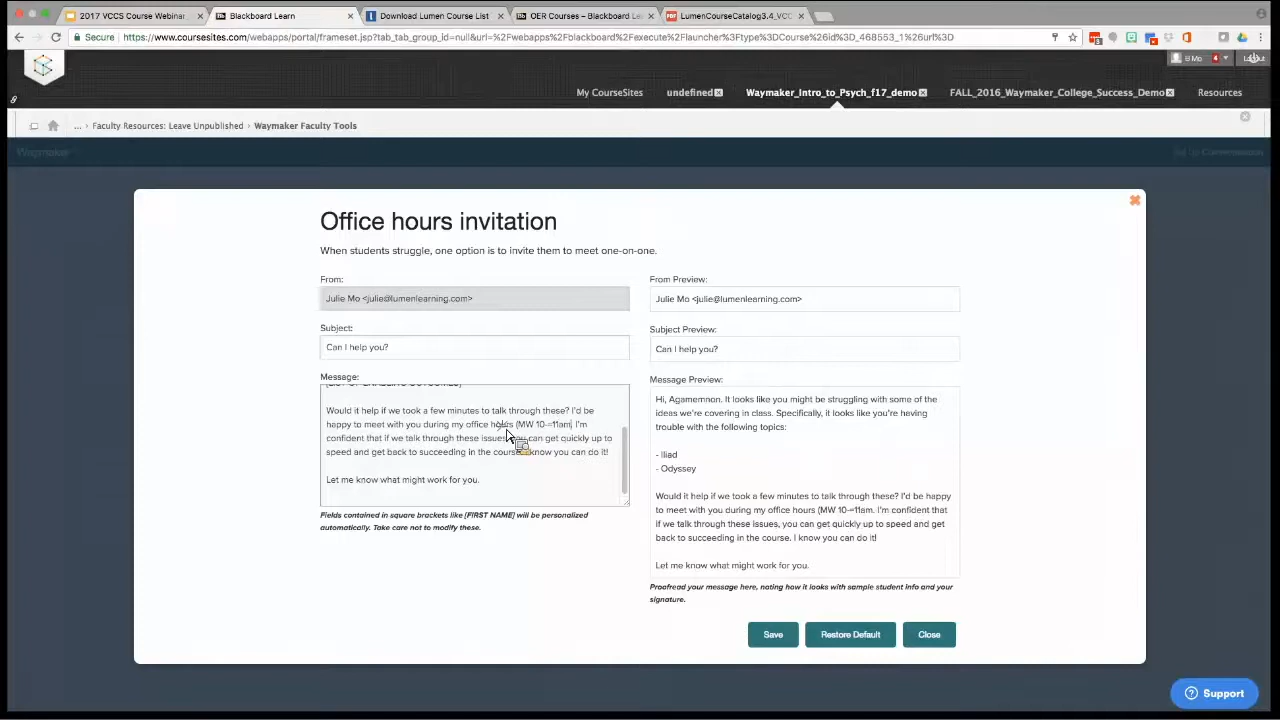 2017 VCCS Course Webinar
Blackboard Learn
Download Lumen Course List
OER Courses – Blackboard Le
LumenCourseCatalog3.4_VCC
Secure https://www.coursesites.com/webapps/portal/frameset.jsp?tab_tab_group_id=null&url=%2Fwebapps%2Fblackboard%2Fexecute%2Flauncher%3Ftype%3DCourse%26id%3D_468553_1%26url%3D
Mo 4
My CourseSites undefined Waymaker_Intro_to_Psych_f17_demo FALL_2016_Waymaker_College_Success_Demo Resources
... › Faculty Resources: Leave Unpublished › Waymaker Faculty Tools
Waymaker
Office hours invitation
When students struggle, one option is to invite them to meet one-on-one.
From:
Julie Mo <julie@lumenlearning.com>
Subject:
Can I help you?
Message:
[LIST OF ENABLING OUTCOMES]
Would it help if we took a few minutes to talk through these? I'd be
happy to meet with you during my office hours (MW 10-=11am. I'm
confident that if we talk through these issues, you can get quickly up to
speed and get back to succeeding in the course. I know you can do it!
Let me know what might work for you.
Fields contained in square brackets like [FIRST NAME] will be personalized
automatically. Take care not to modify these.
From Preview:
Julie Mo <julie@lumenlearning.com>
Subject Preview:
Can I help you?
Message Preview:
Hi, Agamemnon. It looks like you might be struggling with some of the
ideas we're covering in class. Specifically, it looks like you're heving
trouble with the following topics:
- Iliad
- Odyssey
Would it help if we took a few minutes to talk through these? I'd be happy
to meet with you during my office hours (MW 10-=11am. I'm confident that
if we talk through these issues, you can get quickly up to speed and get
back to succeeding in the course. I know you can do it!
Let me know what might work for you.
Proofread your message here, noting how it looks with sample student info and your
signature.
Save Restore Default Close
Support